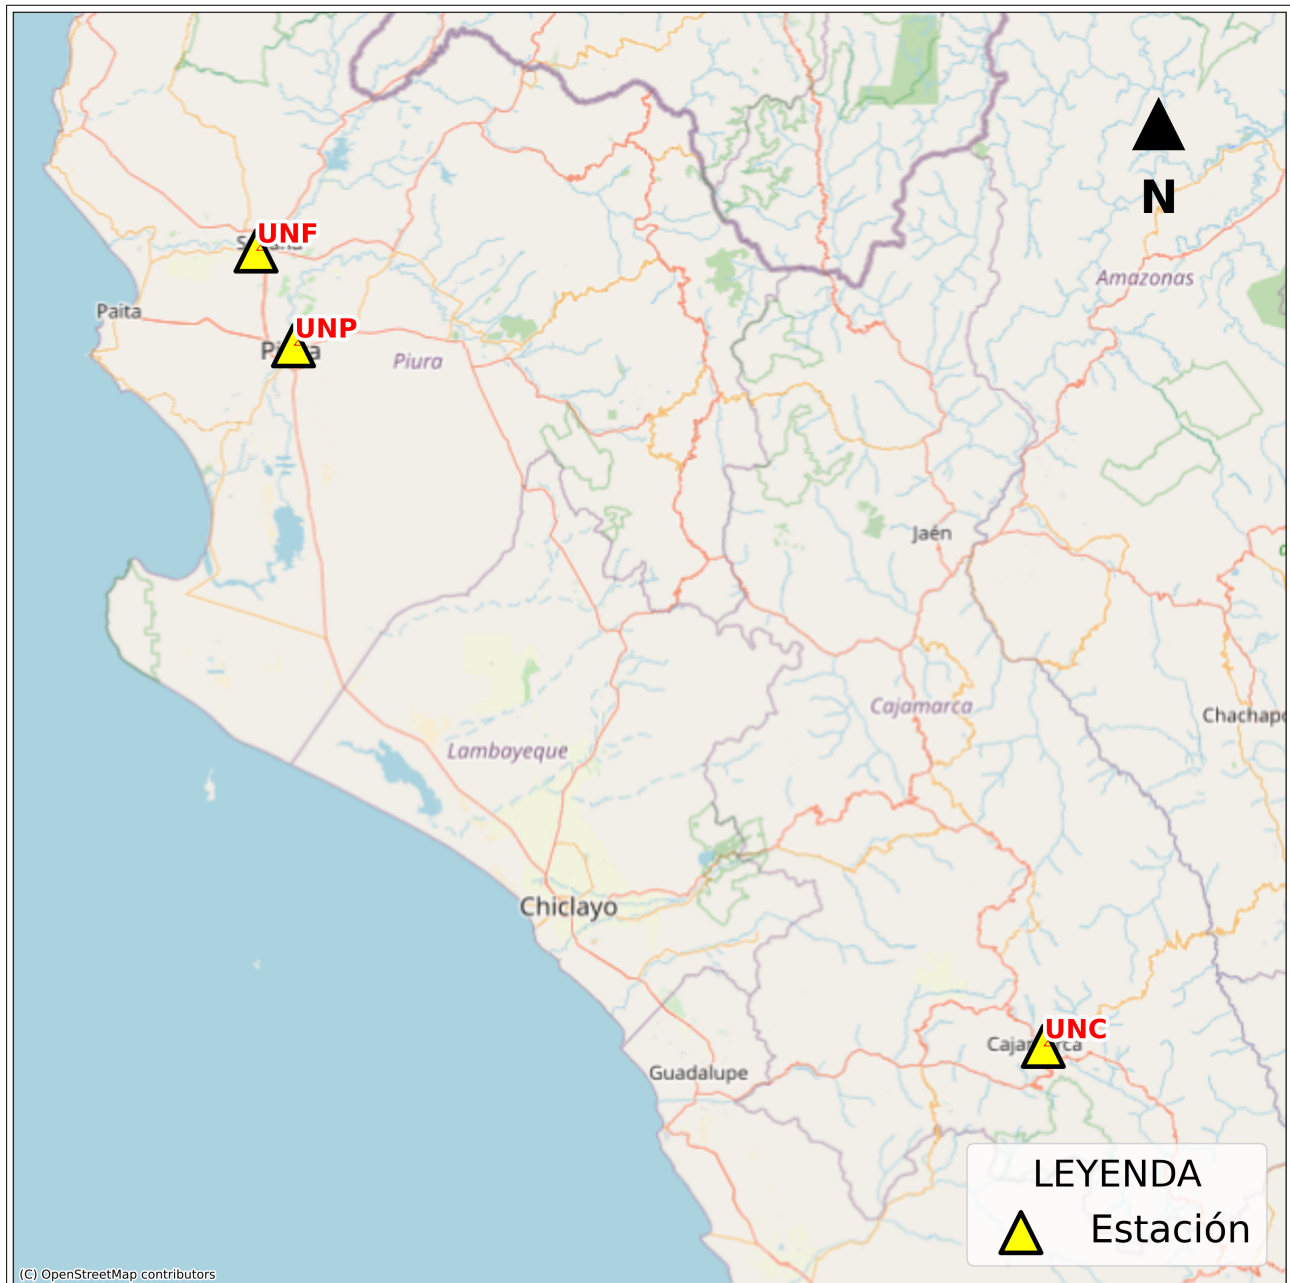 N
UNF
Amazonas
Paita
UNP
Piura
Jaén
Cajamarca
Chachapo
Lambayeque
Chiclayo
UNC
Guadalupe
LEYENDA
Estación
(C) OpenStreetMap contributors